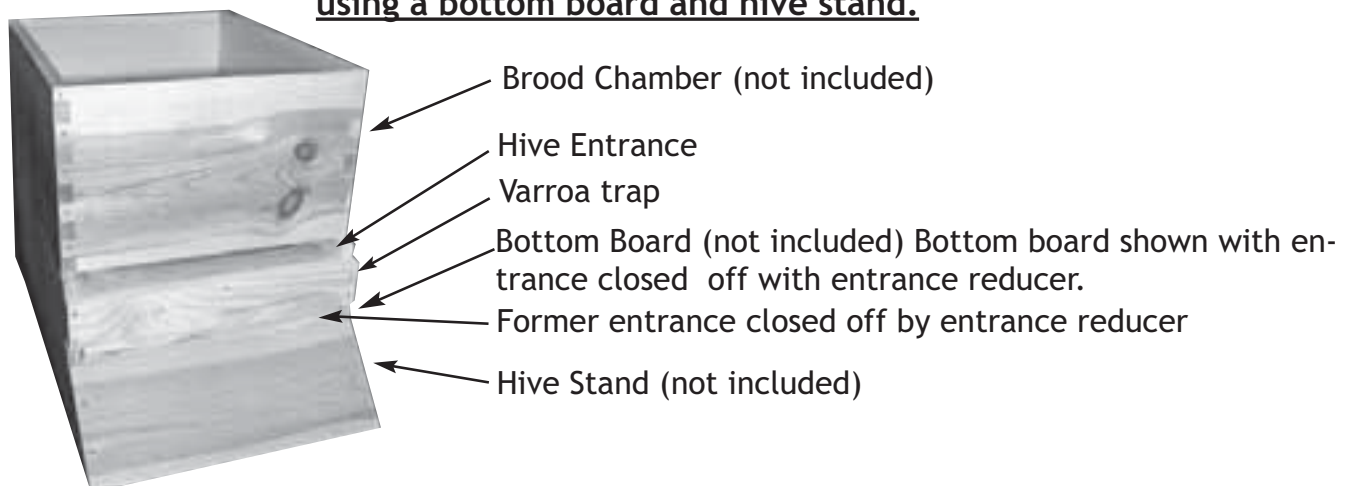 using a bottom board and hive stand.
Brood Chamber (not included)
Hive Entrance
Varroa trap
Bottom Board (not included) Bottom board shown with en-
trance closed off with entrance reducer.
Former entrance closed off by entrance reducer
Hive Stand (not included)